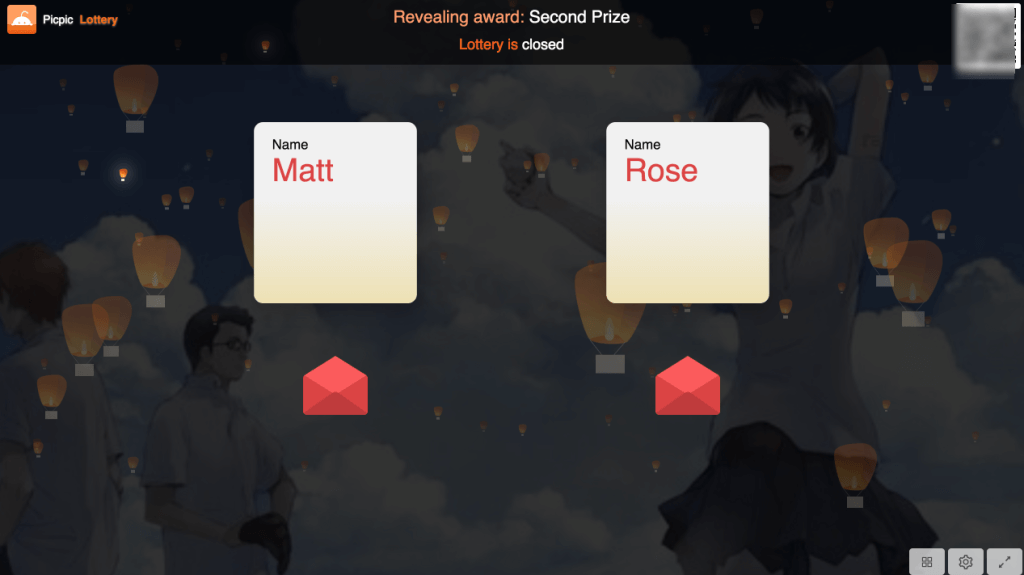 Picpic Lottery
Revealing award: Second Prize
Lottery is closed
Name
Matt
Name
Rose